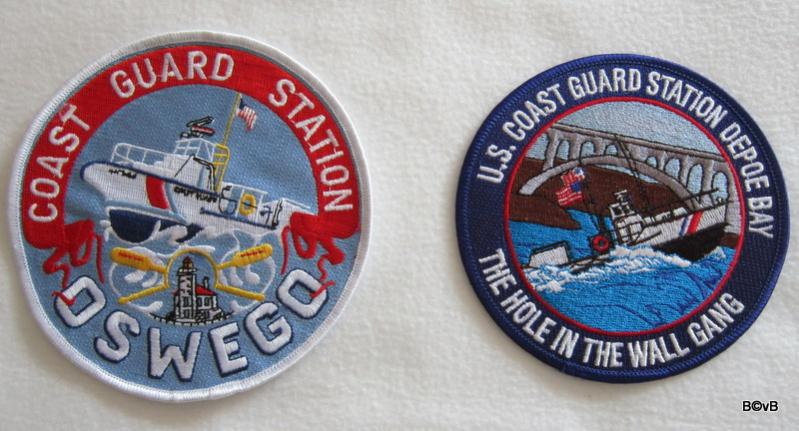 COAST GUARD STATION
OSWEGO
U.S. COAST GUARD STATION DEPOE BAY
THE HOLE IN THE WALL GANG
B©vB